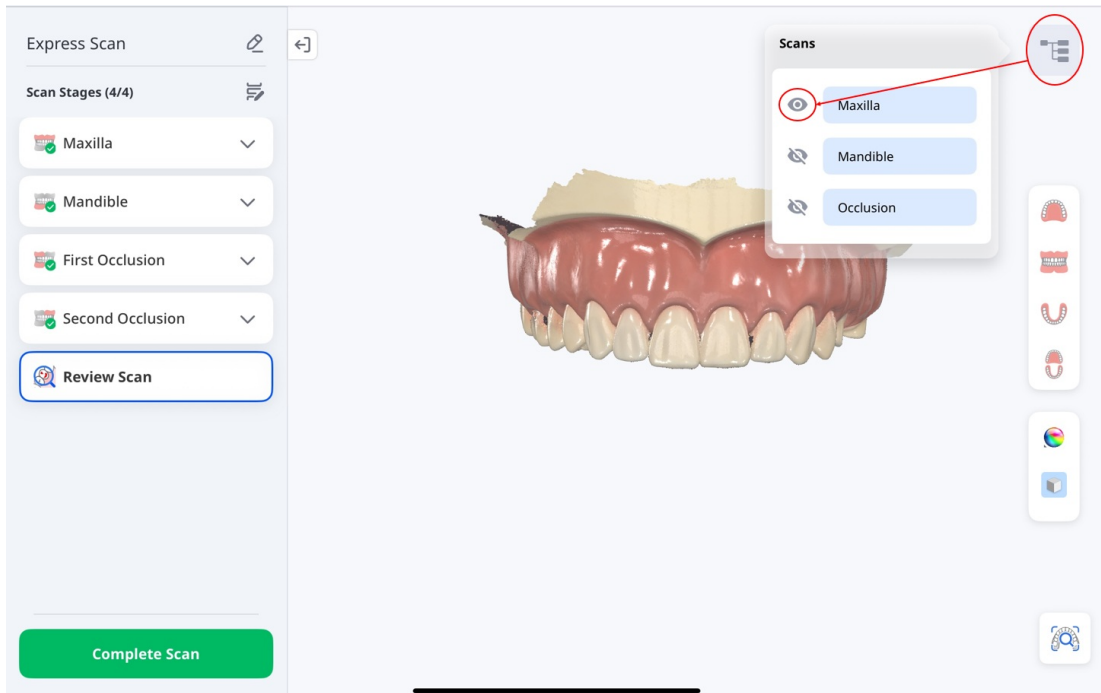 Express Scan
Scan Stages (4/4)
Maxilla
Mandible
First Occlusion
Second Occlusion
Review Scan
Complete Scan
Scans
Maxilla
Mandible
Occlusion